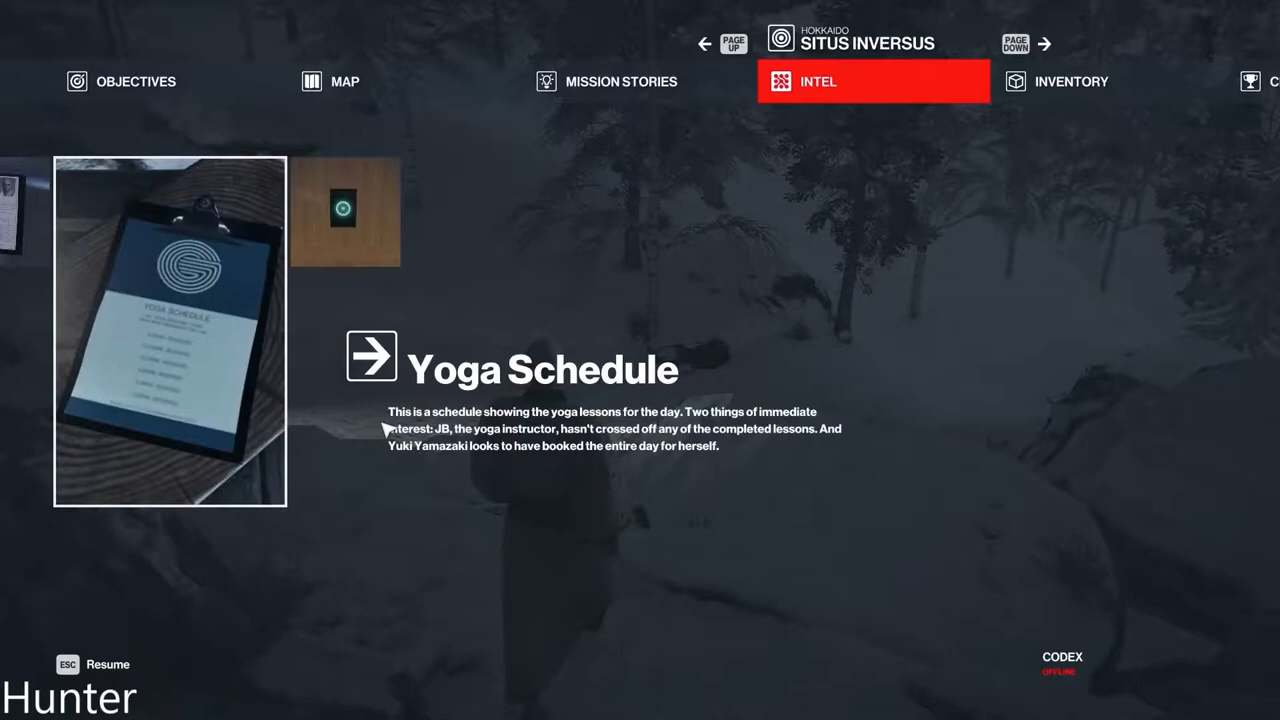 HOKKAIDO
PAGE UP
SITUS INVERSUS
PAGE DOWN
OBJECTIVES
MAP
MISSION STORIES
INTEL
INVENTORY
C
YOGA SCHEDULE
Yoga Schedule
This is a schedule showing the yoga lessons for the day. Two things of immediate
interest: JB, the yoga instructor, hasn't crossed off any of the completed lessons. And
Yuki Yamazaki looks to have booked the entire day for herself.
ESC Resume
CODEX
OFFLINE
Hunter